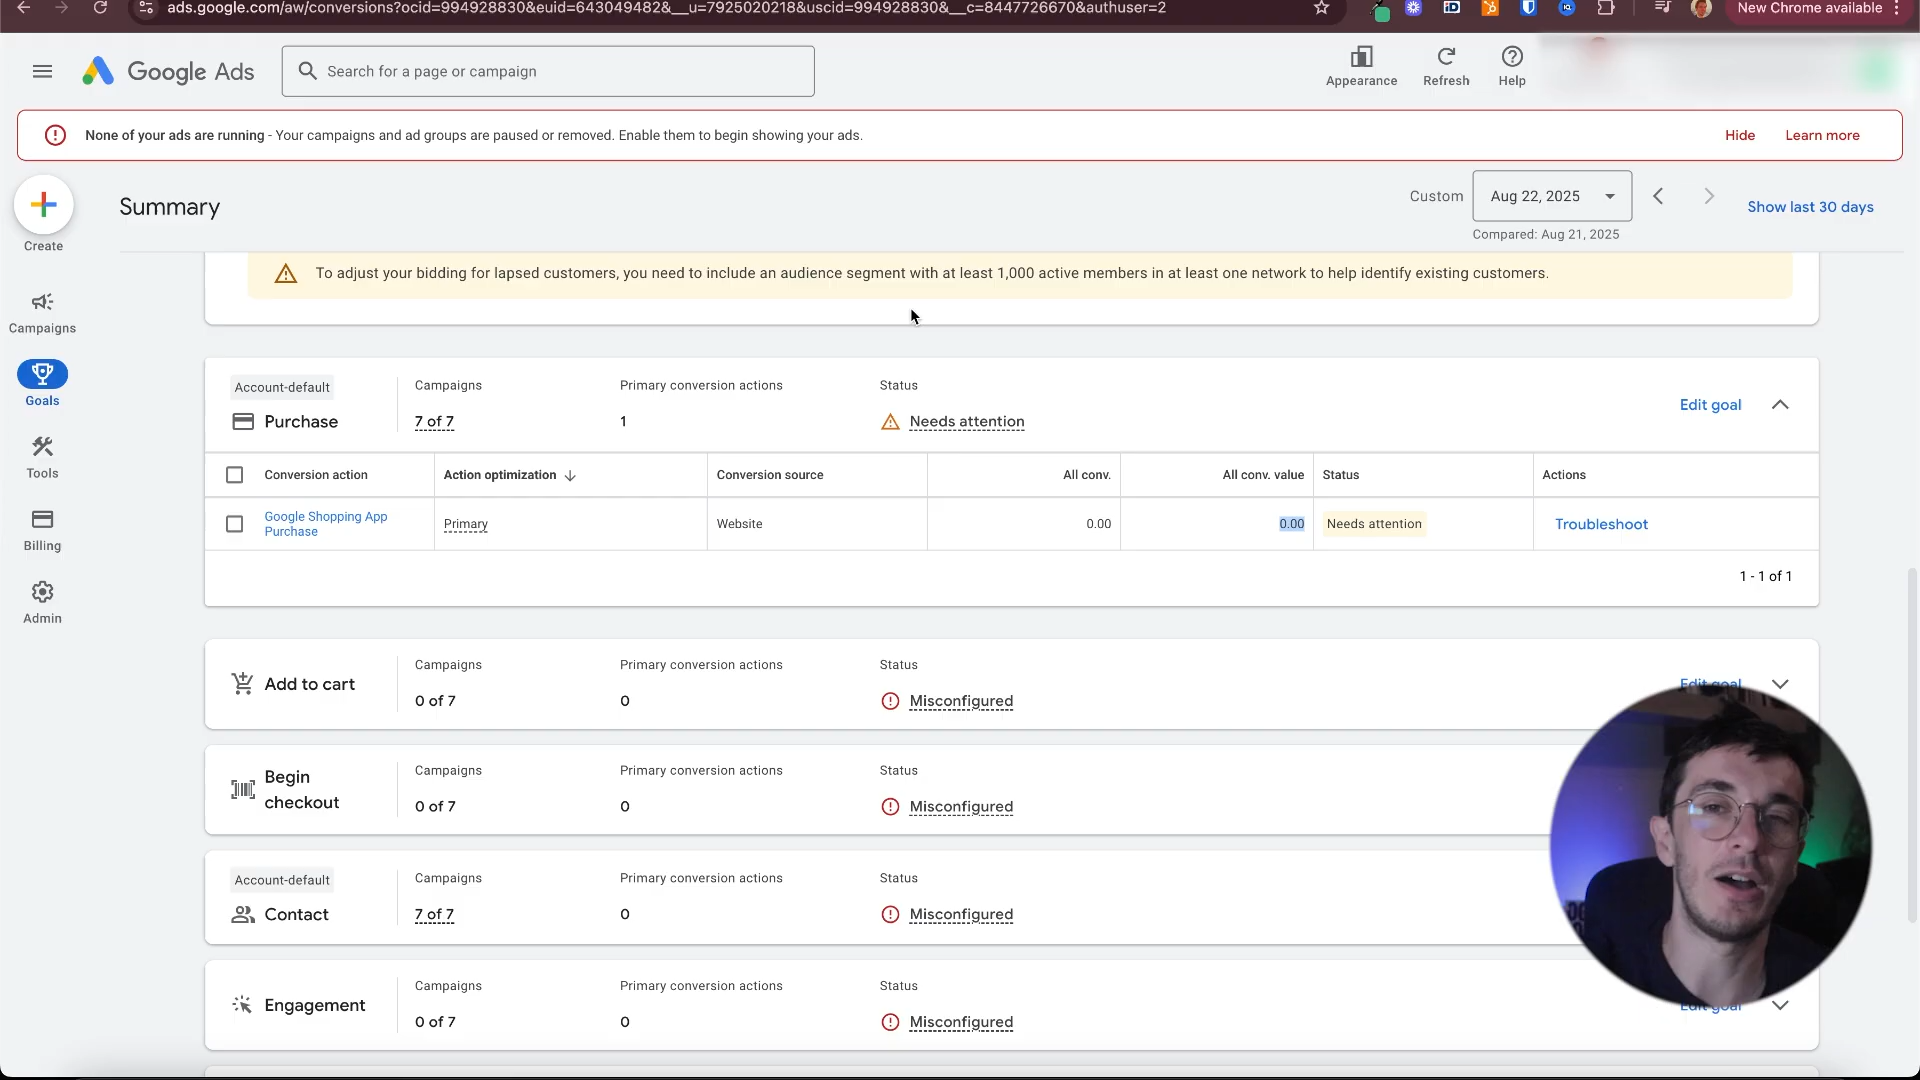 ads.google.com/aw/conversions?ocid=994928830&euid=643049482&__u=7925020218&uscid=994928830&__c=8447726670&authuser=2
New Chrome available
Google Ads
Search for a page or campaign
Appearance
Refresh
Help
None of your ads are running - Your campaigns and ad groups are paused or removed. Enable them to begin showing your ads.
Hide
Learn more
Create
Campaigns
Goals
Tools
Billing
Admin
Summary
Custom
Aug 22, 2025
Compared: Aug 21, 2025
Show last 30 days
To adjust your bidding for lapsed customers, you need to include an audience segment with at least 1,000 active members in at least one network to help identify existing customers.
Account-default
Purchase
Campaigns
7 of 7
Primary conversion actions
1
Status
Needs attention
Edit goal
Conversion action
Action optimization
Conversion source
All conv.
All conv. value
Status
Actions
Google Shopping App
Purchase
Primary
Website
0.00
0.00
Needs attention
Troubleshoot
1 - 1 of 1
Add to cart
Campaigns
0 of 7
Primary conversion actions
0
Status
Misconfigured
Edit goal
Begin
checkout
Campaigns
0 of 7
Primary conversion actions
0
Status
Misconfigured
Account-default
Contact
Campaigns
7 of 7
Primary conversion actions
0
Status
Misconfigured
Engagement
Campaigns
0 of 7
Primary conversion actions
0
Status
Misconfigured
Edit goal